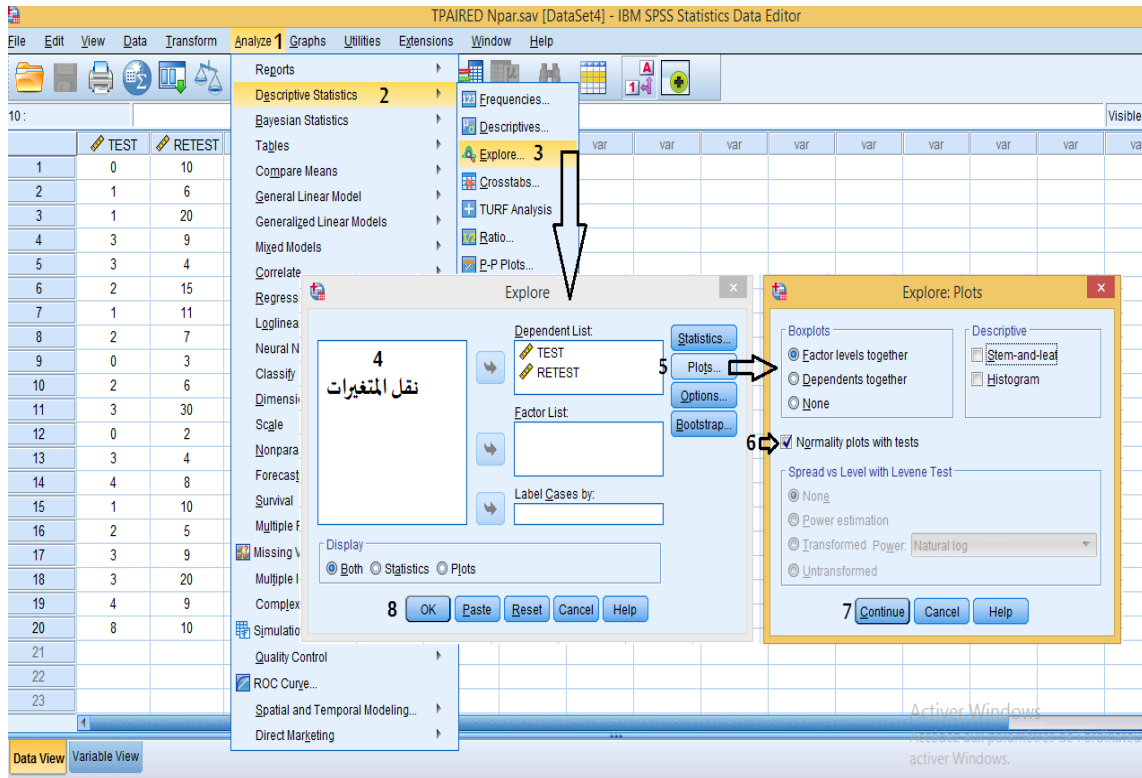 TPAIRED Npar.sav [DataSet4] - IBM SPSS Statistics Data Editor
File Edit View Data Transform Analyze 1 Graphs Utilities Extensions Window Help
10 :
Visible
TEST RETEST var var var var var var var va
1 0 10
2 1 6
3 1 20
4 3 9
5 3 4
6 2 15
7 1 11
8 2 7
9 0 3
10 2 6
11 3 30
12 0 2
13 3 4
14 4 8
15 1 10
16 2 5
17 3 9
18 3 20
19 4 9
20 8 10
21
22
23
Reports
Descriptive Statistics 2
Bayesian Statistics
Tables
Compare Means
General Linear Model
Generalized Linear Models
Mixed Models
Correlate
Regress
Loglinea
Neural N
Classify
Dimensi
Scale
Nonpara
Forecast
Survival
Multiple F
Missing V
Multiple I
Complex
Simulatio
Quality Control
ROC Curve...
Spatial and Temporal Modeling...
Direct Marketing
Frequencies...
Descriptives...
Explore... 3
Crosstabs...
TURF Analysis
Ratio...
P-P Plots...
Explore
4
نقل المتغيرات
Dependent List:
TEST
RETEST
Factor List:
Label Cases by:
Statistics...
5 Plots...
Options...
Bootstrap...
Display
Both Statistics Plots
8 OK Paste Reset Cancel Help
Explore: Plots
Boxplots
Factor levels together
Dependents together
None
Descriptive
Stem-and-leaf
Histogram
6 Normality plots with tests
Spread vs Level with Levene Test
None
Power estimation
Transformed Power: Natural log
Untransformed
7 Continue Cancel Help
Activer Windows
Accédez aux paramètres de l'ordinateur
activer Windows.
Data View Variable View